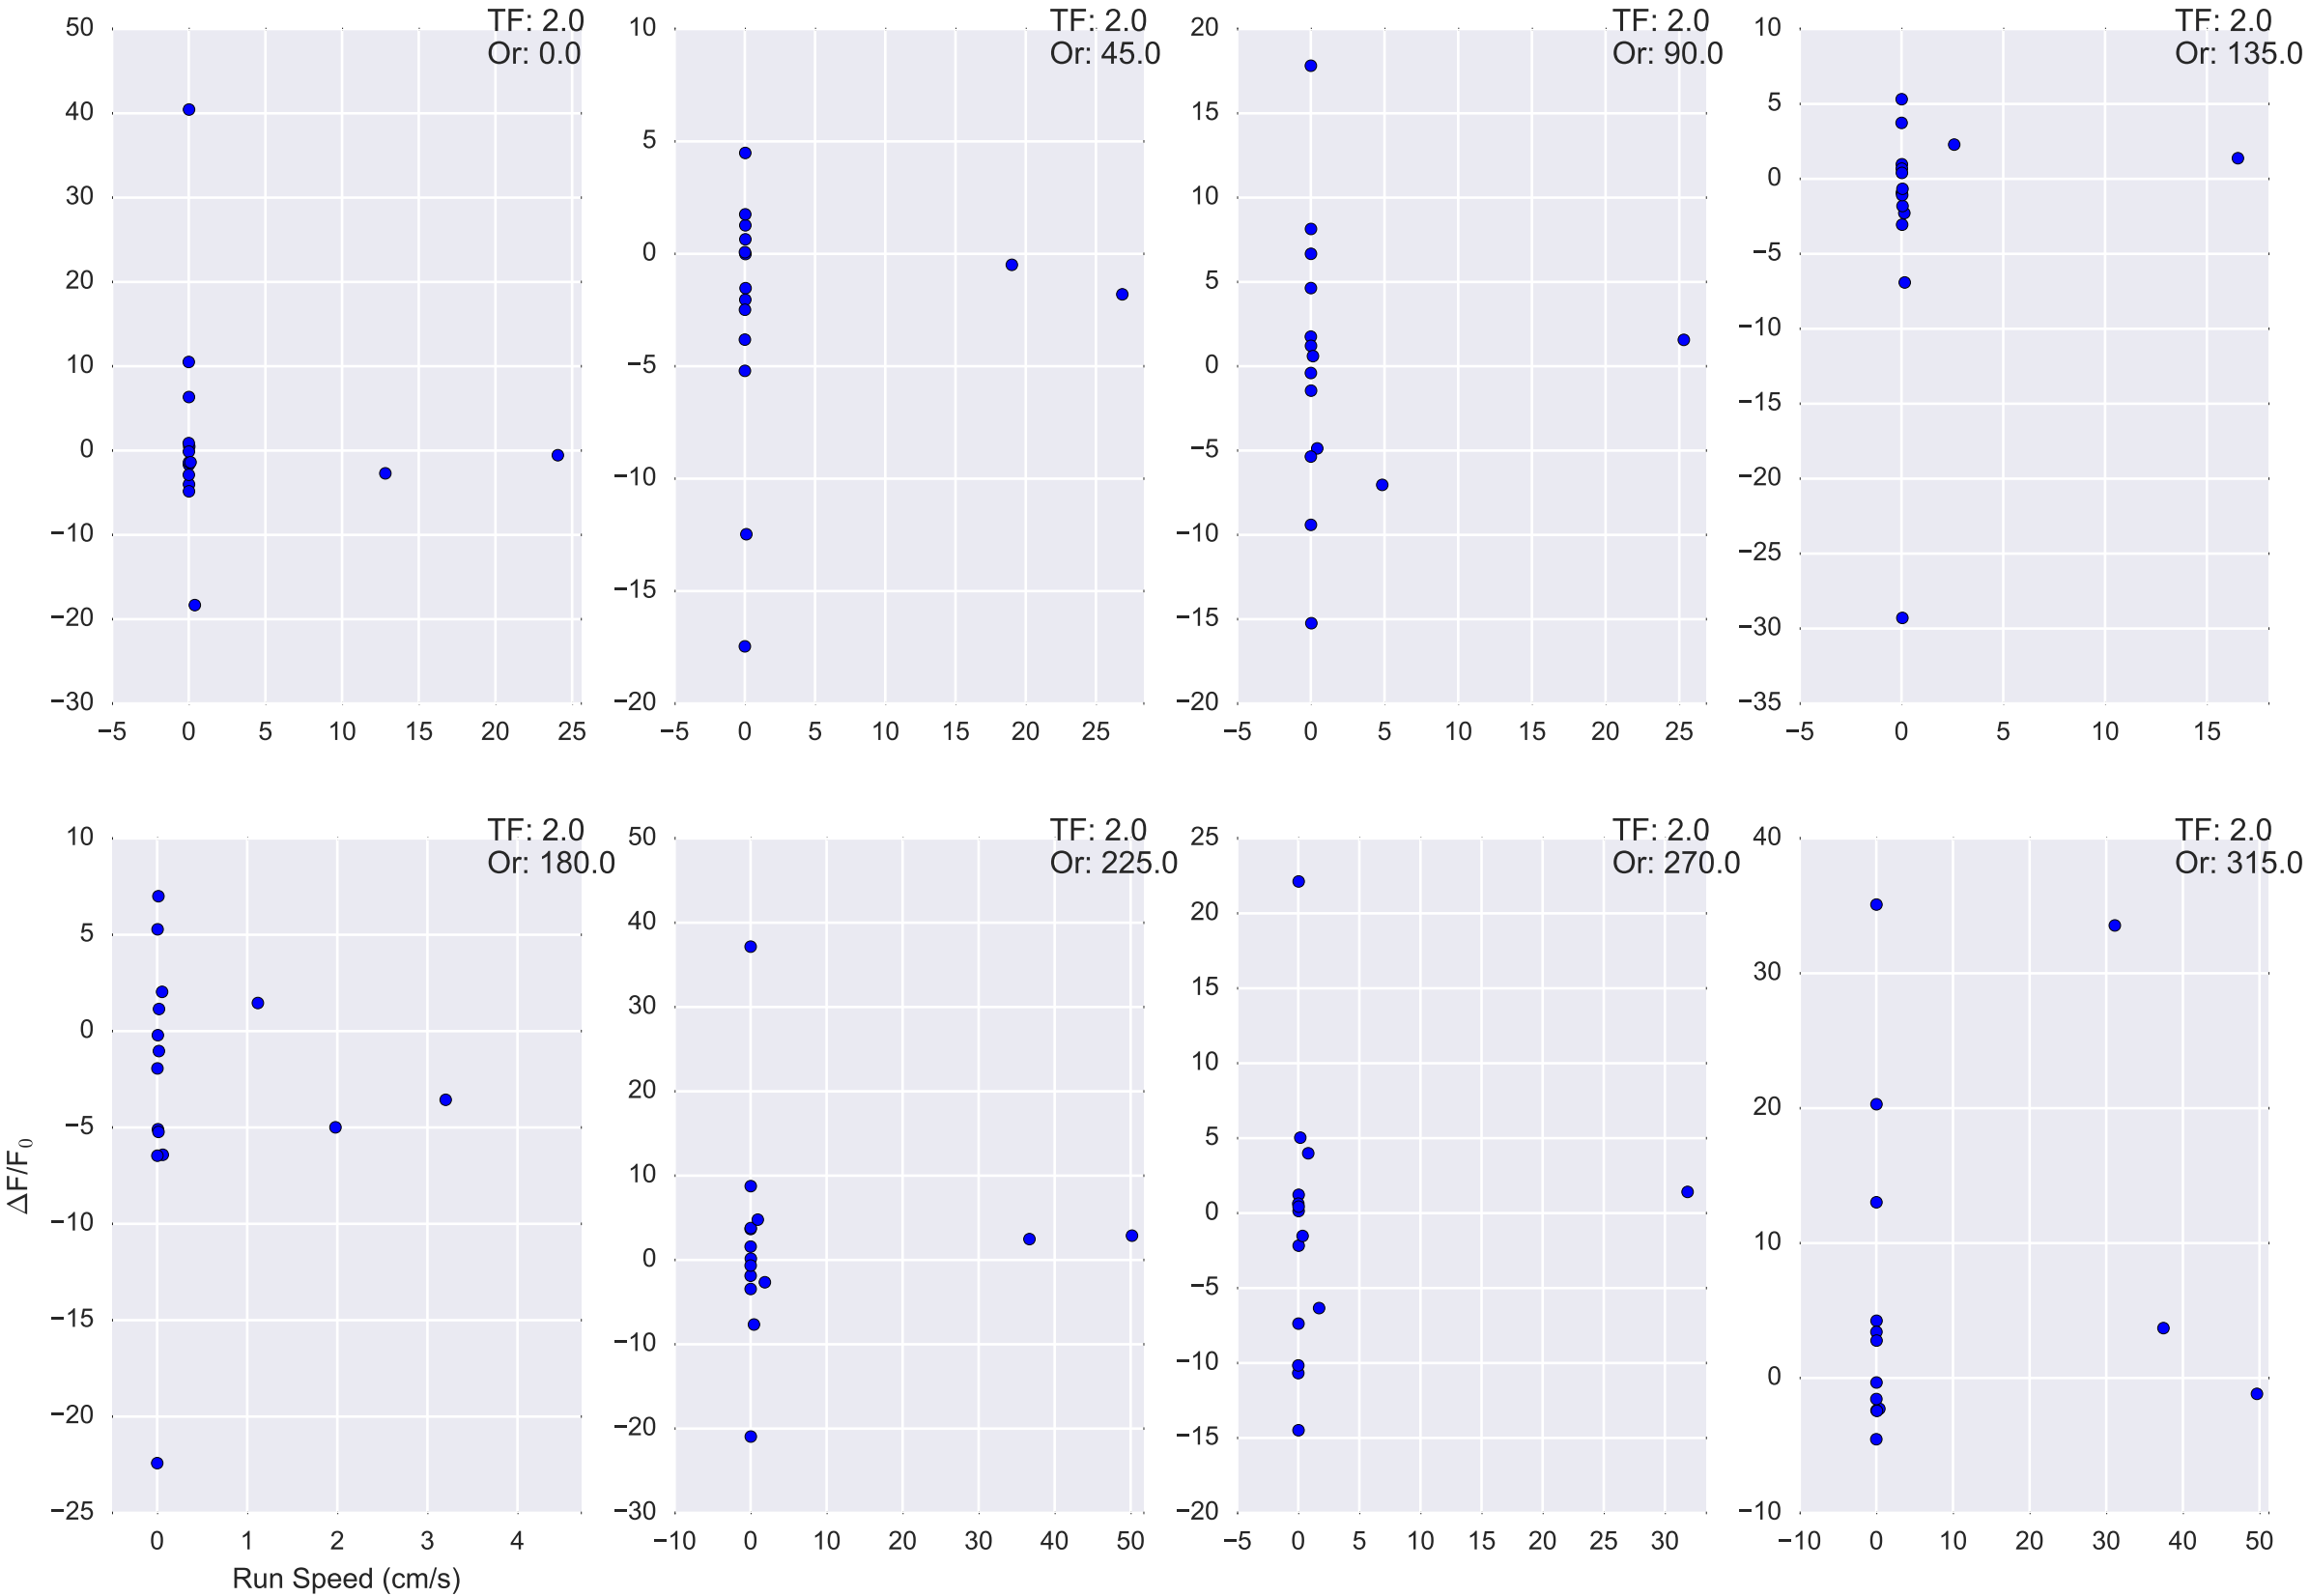 TF: 2.0
Or: 0.0
50
40
30
20
10
0
−10
−20
−30
−5 0 5 10 15 20 25
TF: 2.0
Or: 45.0
10
5
0
−5
−10
−15
−20
−5 0 5 10 15 20 25
TF: 2.0
Or: 90.0
20
15
10
5
0
−5
−10
−15
−20
−5 0 5 10 15 20 25
TF: 2.0
Or: 135.0
10
5
0
−5
−10
−15
−20
−25
−30
−35
−5 0 5 10 15
TF: 2.0
Or: 180.0
10
5
0
−5
−10
−15
−20
−25
0 1 2 3 4
Run Speed (cm/s)
ΔF/F₀
TF: 2.0
Or: 225.0
50
40
30
20
10
0
−10
−20
−30
−10 0 10 20 30 40 50
TF: 2.0
Or: 270.0
25
20
15
10
5
0
−5
−10
−15
−20
−5 0 5 10 15 20 25 30
TF: 2.0
Or: 315.0
40
30
20
10
0
−10
−10 0 10 20 30 40 50